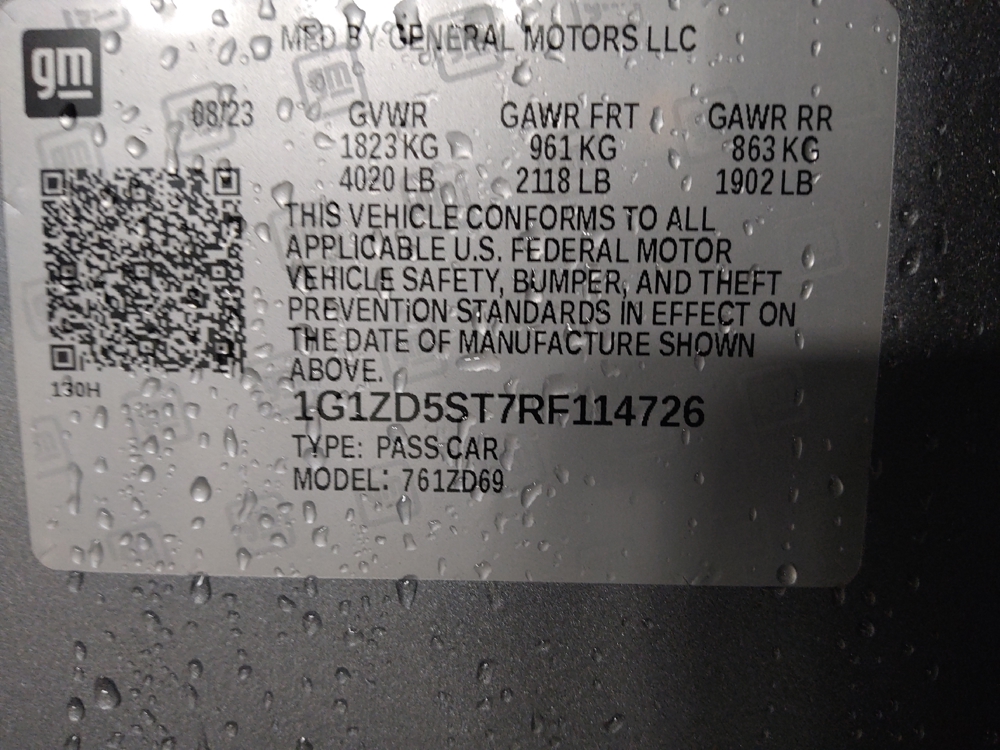 gm
MFD BY GENERAL MOTORS LLC
08/23 GVWR GAWR FRT GAWR RR
1823 KG 961 KG 863 KG
4020 LB 2118 LB 1902 LB
THIS VEHICLE CONFORMS TO ALL
APPLICABLE U.S. FEDERAL MOTOR
VEHICLE SAFETY, BUMPER, AND THEFT
PREVENTION STANDARDS IN EFFECT ON
THE DATE OF MANUFACTURE SHOWN
ABOVE.
130H
1G1ZD5ST7RF114726
TYPE: PASS CAR
MODEL: 761ZD69